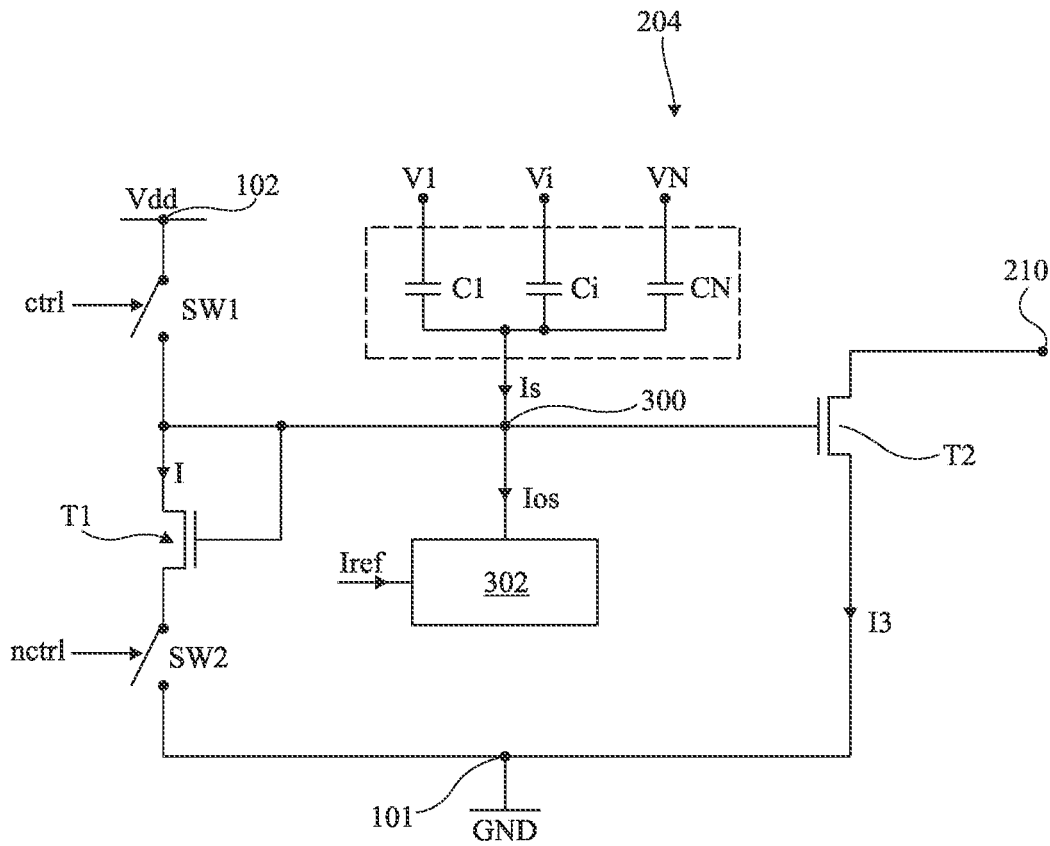 204
V1 Vi VN
Vdd 102
C1 Ci CN
ctrl SW1
210
Is
300
I
T2
T1
Ios
Iref 302
I3
nctrl SW2
101
GND